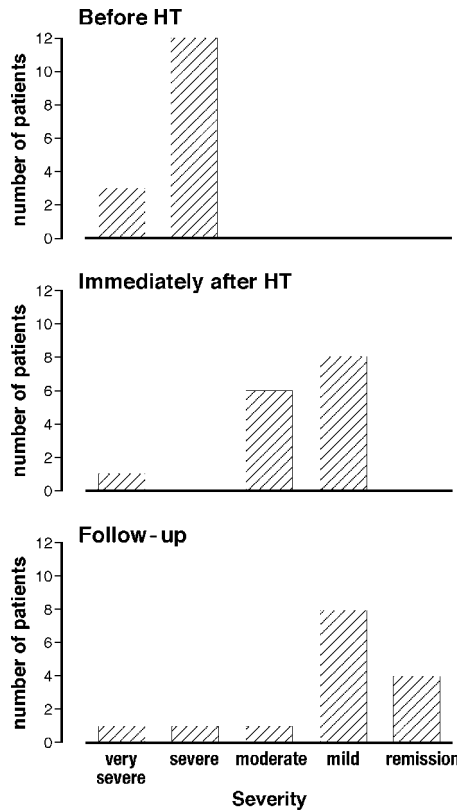 Before HT
number of patients
12
10
8
6
4
2
0
Immediately after HT
number of patients
12
10
8
6
4
2
0
Follow-up
number of patients
12
10
8
6
4
2
0
very severe moderate mild remission
severe
Severity